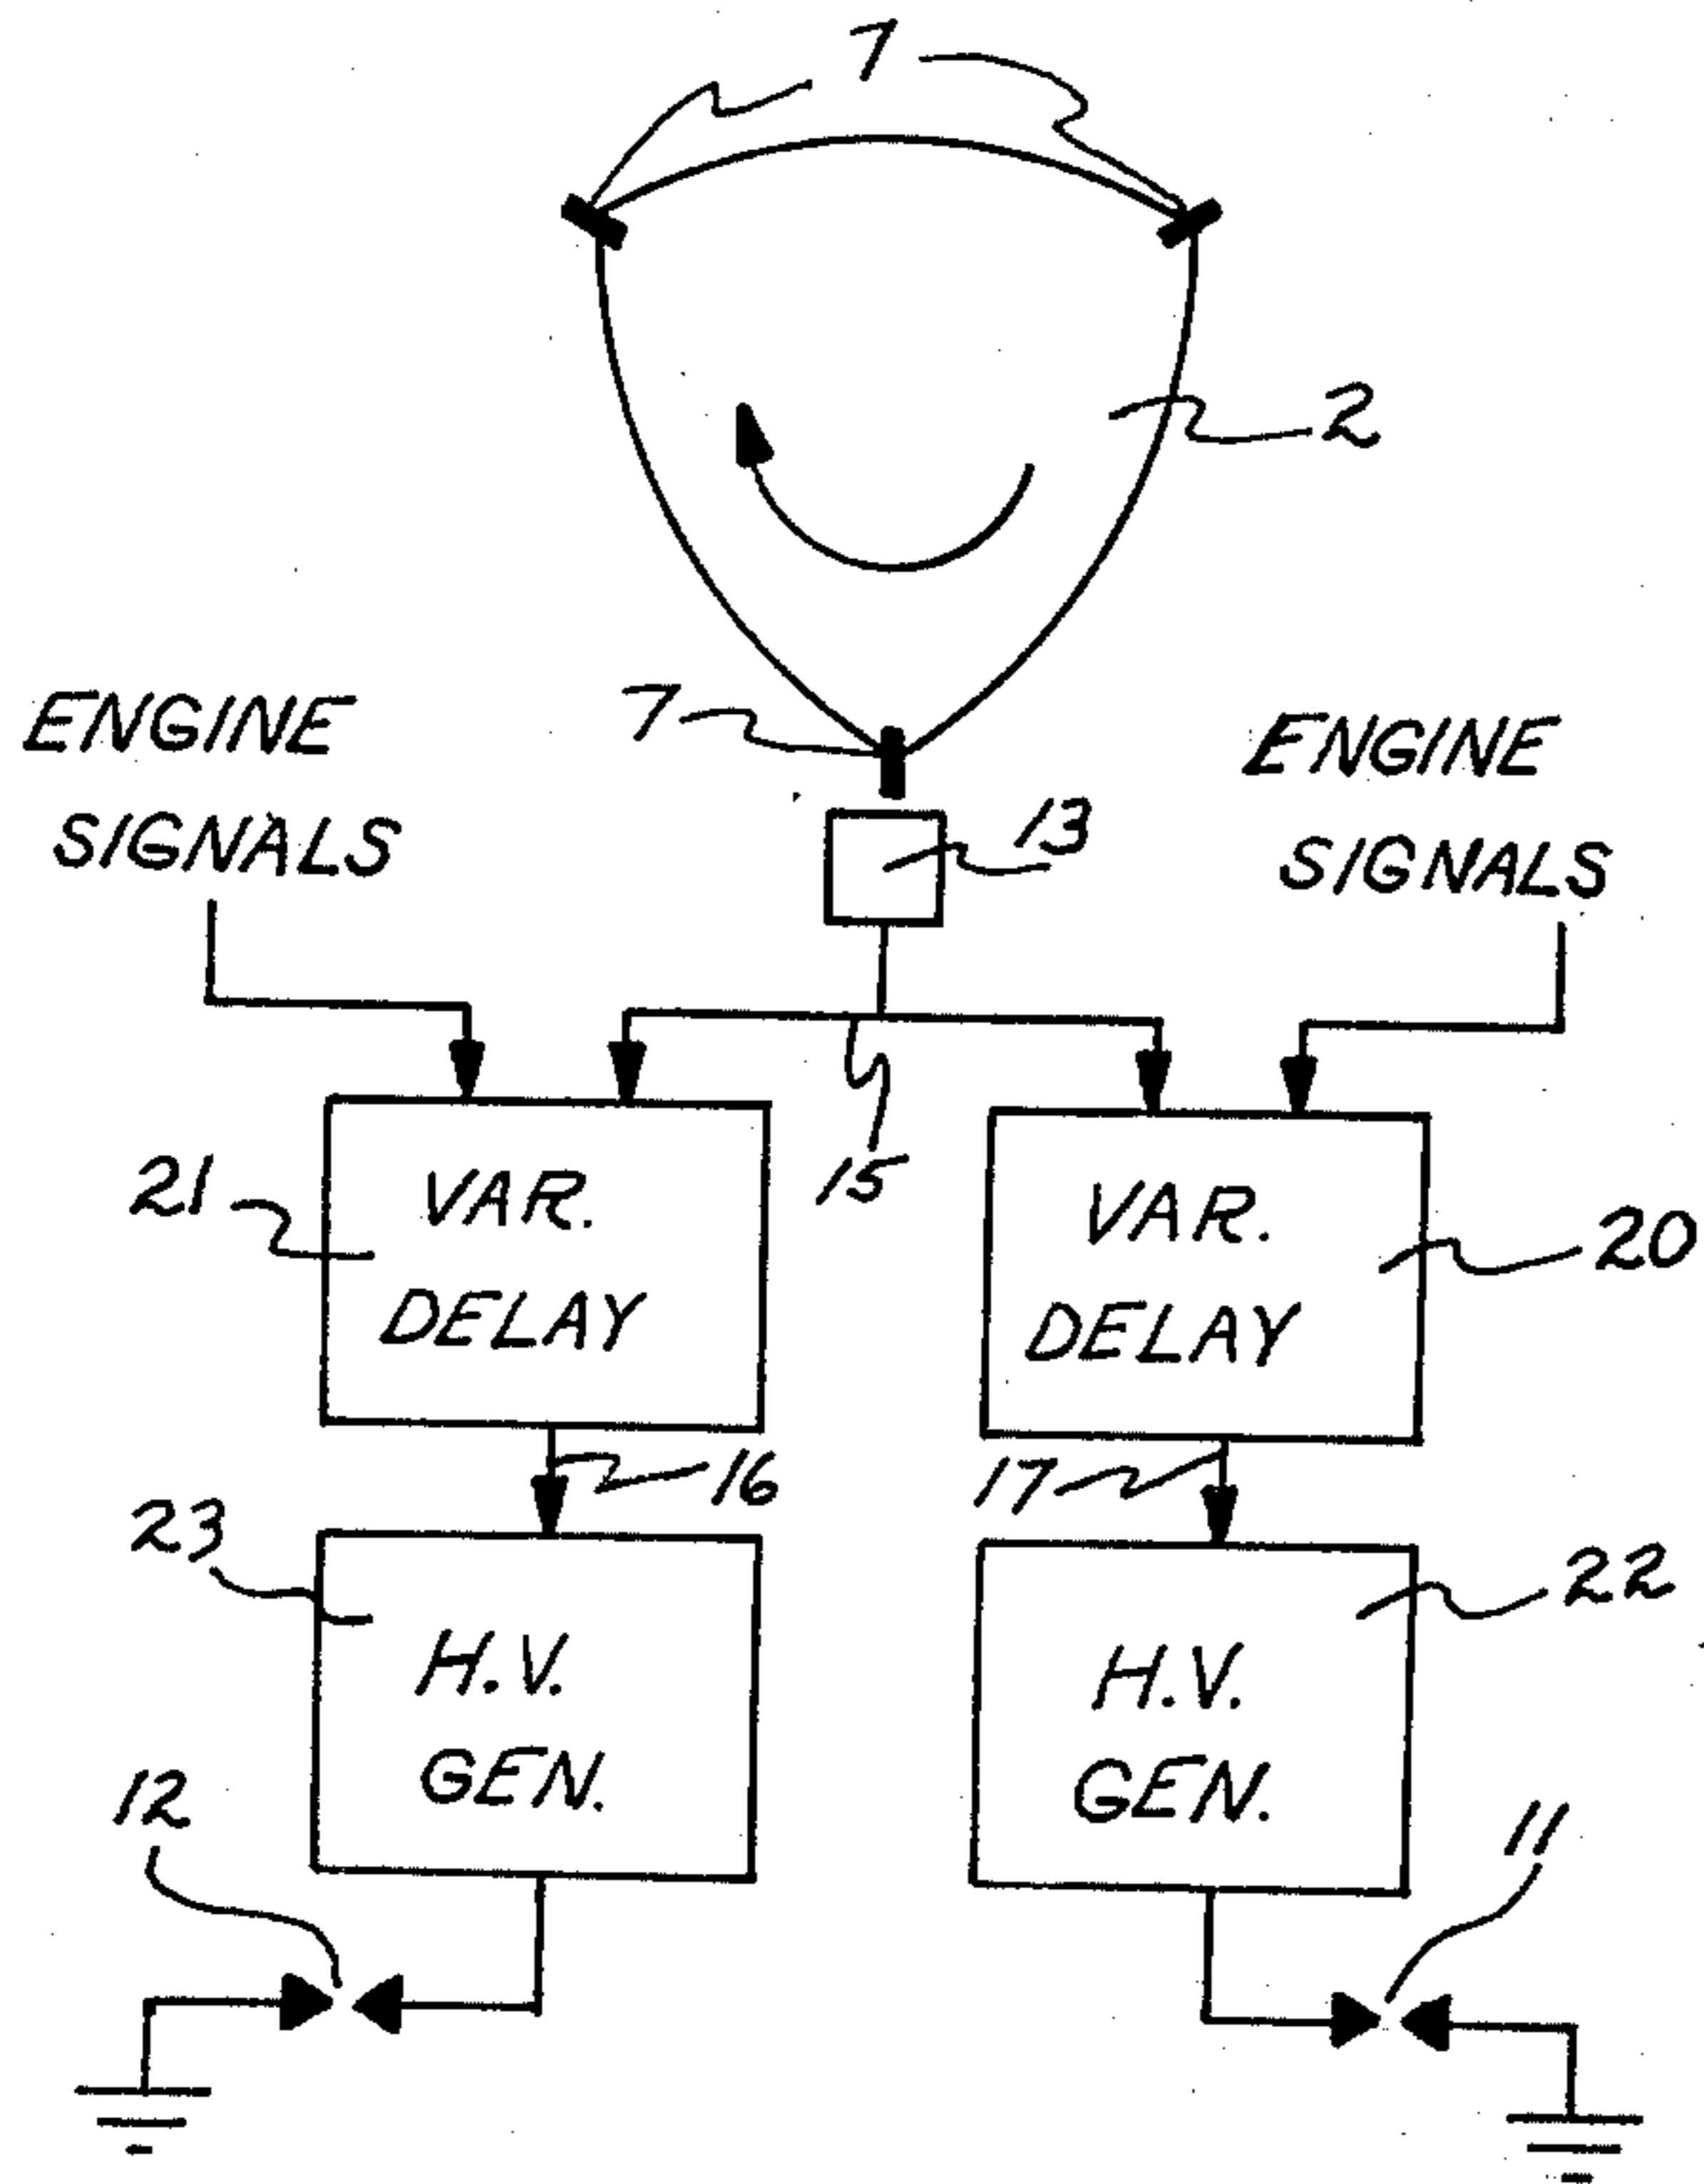 7
2
7
ENGINE
SIGNALS
13
ENGINE
SIGNALS
15
21
VAR.
DELAY
VAR.
DELAY
20
16
17
23
H.V.
GEN.
H.V.
GEN.
22
12
11